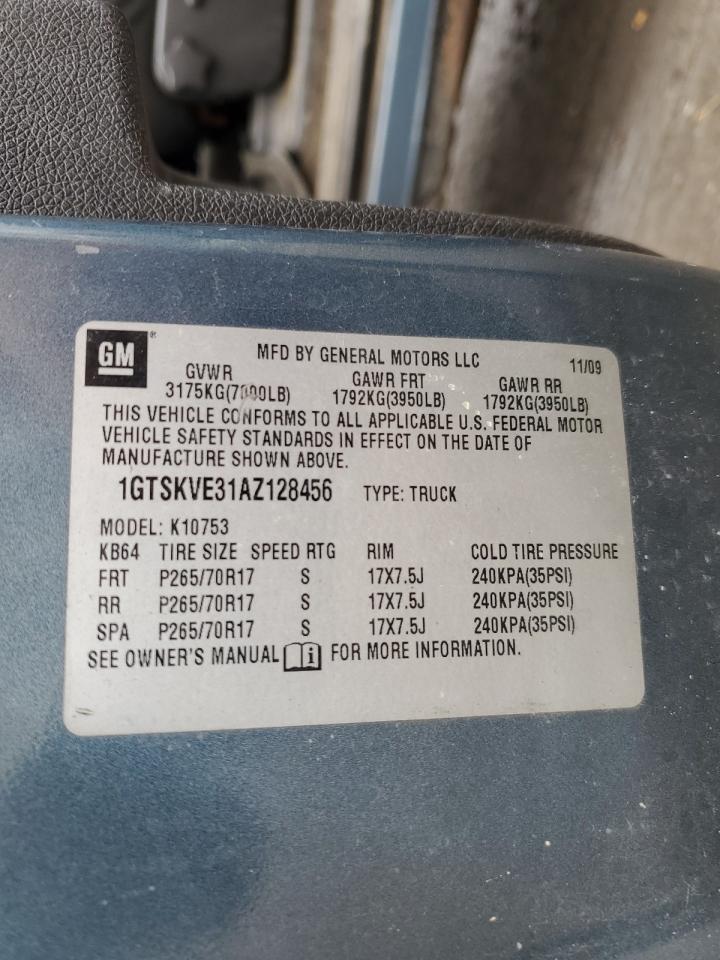 GM ®
MFD BY GENERAL MOTORS LLC 11/09
GVWR GAWR FRT GAWR RR
3175KG(7000LB) 1792KG(3950LB) 1792KG(3950LB)
THIS VEHICLE CONFORMS TO ALL APPLICABLE U.S. FEDERAL MOTOR
VEHICLE SAFETY STANDARDS IN EFFECT ON THE DATE OF
MANUFACTURE SHOWN ABOVE.
1GTSKVE31AZ128456 TYPE: TRUCK
MODEL: K10753
KB64 TIRE SIZE SPEED RTG RIM COLD TIRE PRESSURE
FRT P265/70R17 S 17X7.5J 240KPA(35PSI)
RR P265/70R17 S 17X7.5J 240KPA(35PSI)
SPA P265/70R17 S 17X7.5J 240KPA(35PSI)
SEE OWNER'S MANUAL i FOR MORE INFORMATION.